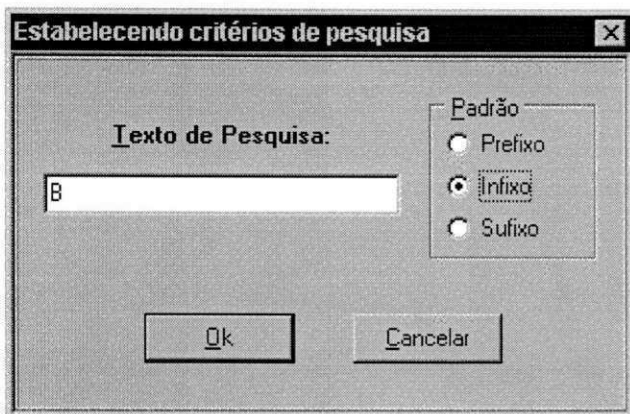 Estabelecendo critérios de pesquisa
Texto de Pesquisa:
B
Padrão
Prefixo
Infixo
Sufixo
Ok
Cancelar